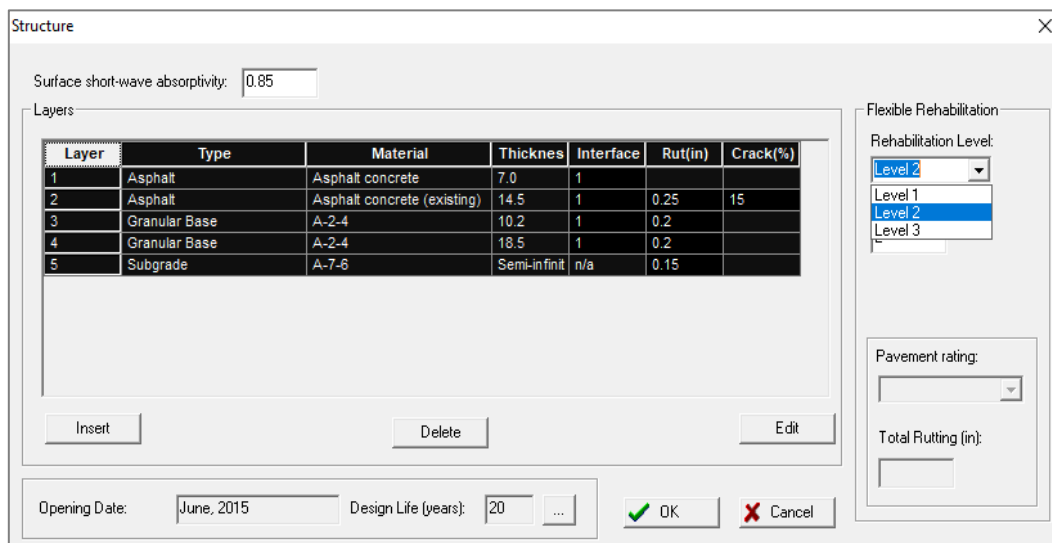 Structure
Surface short-wave absorptivity: 0.85
Layers
Layer Type Material Thicknes Interface Rut(in) Crack(%)
1 Asphalt Asphalt concrete 7.0 1
2 Asphalt Asphalt concrete (existing) 14.5 1 0.25 15
3 Granular Base A-2-4 10.2 1 0.2
4 Granular Base A-2-4 18.5 1 0.2
5 Subgrade A-7-6 Semi-infinit n/a 0.15
Insert Delete Edit
Opening Date: June, 2015 Design Life (years): 20 ...
OK Cancel
Flexible Rehabilitation
Rehabilitation Level:
Level 2
Level 1
Level 2
Level 3
Pavement rating:
Total Rutting (in):